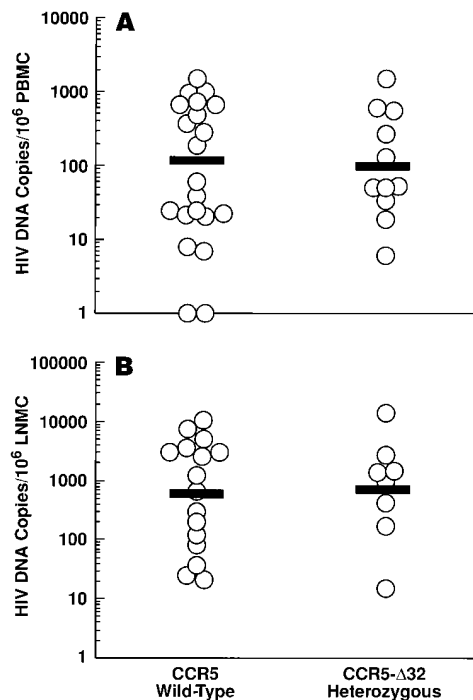 A
HIV DNA Copies/10⁶ PBMC
10000
1000
100
10
1
B
HIV DNA Copies/10⁶ LNMC
100000
10000
1000
100
10
1
CCR5
Wild-Type
CCR5-Δ32
Heterozygous